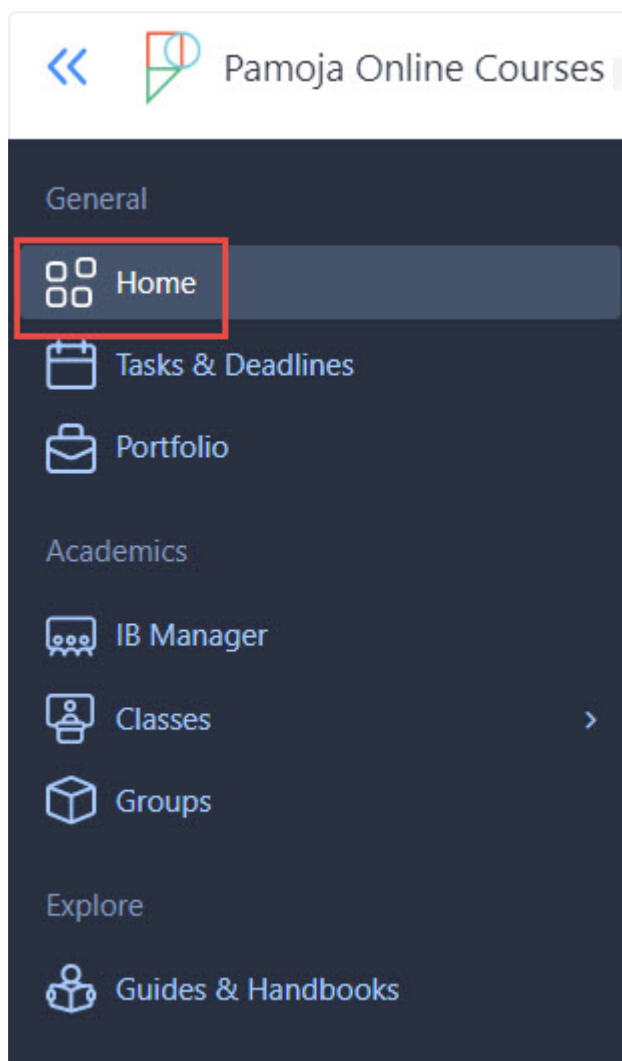 Pamoja Online Courses
General
Home
Tasks & Deadlines
Portfolio
Academics
IB Manager
Classes
Groups
Explore
Guides & Handbooks